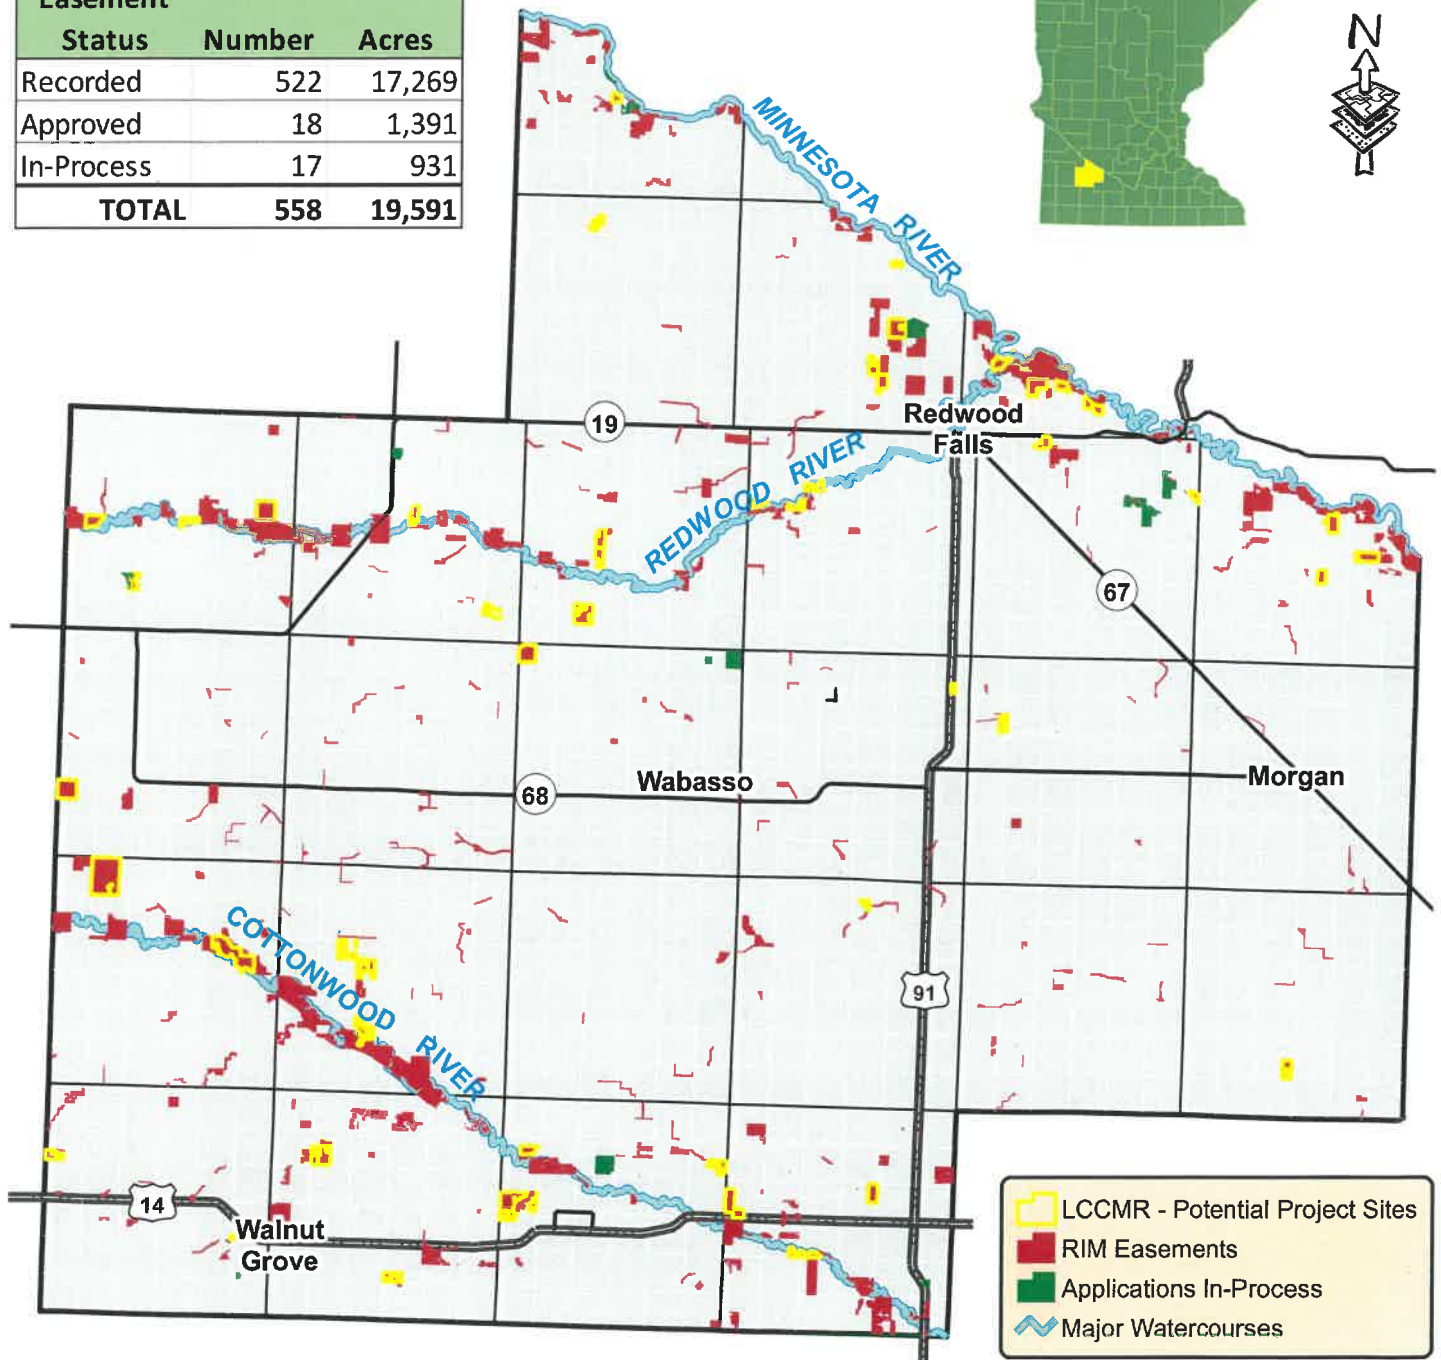 Easement
Status Number Acres
Recorded 522 17,269
Approved 18 1,391
In-Process 17 931
TOTAL 558 19,591
N
MINNESOTA RIVER
19
Redwood
Falls
REDWOOD RIVER
67
Wabasso
68
Morgan
COTTONWOOD RIVER
91
14
Walnut
Grove
LCCMR - Potential Project Sites
RIM Easements
Applications In-Process
Major Watercourses